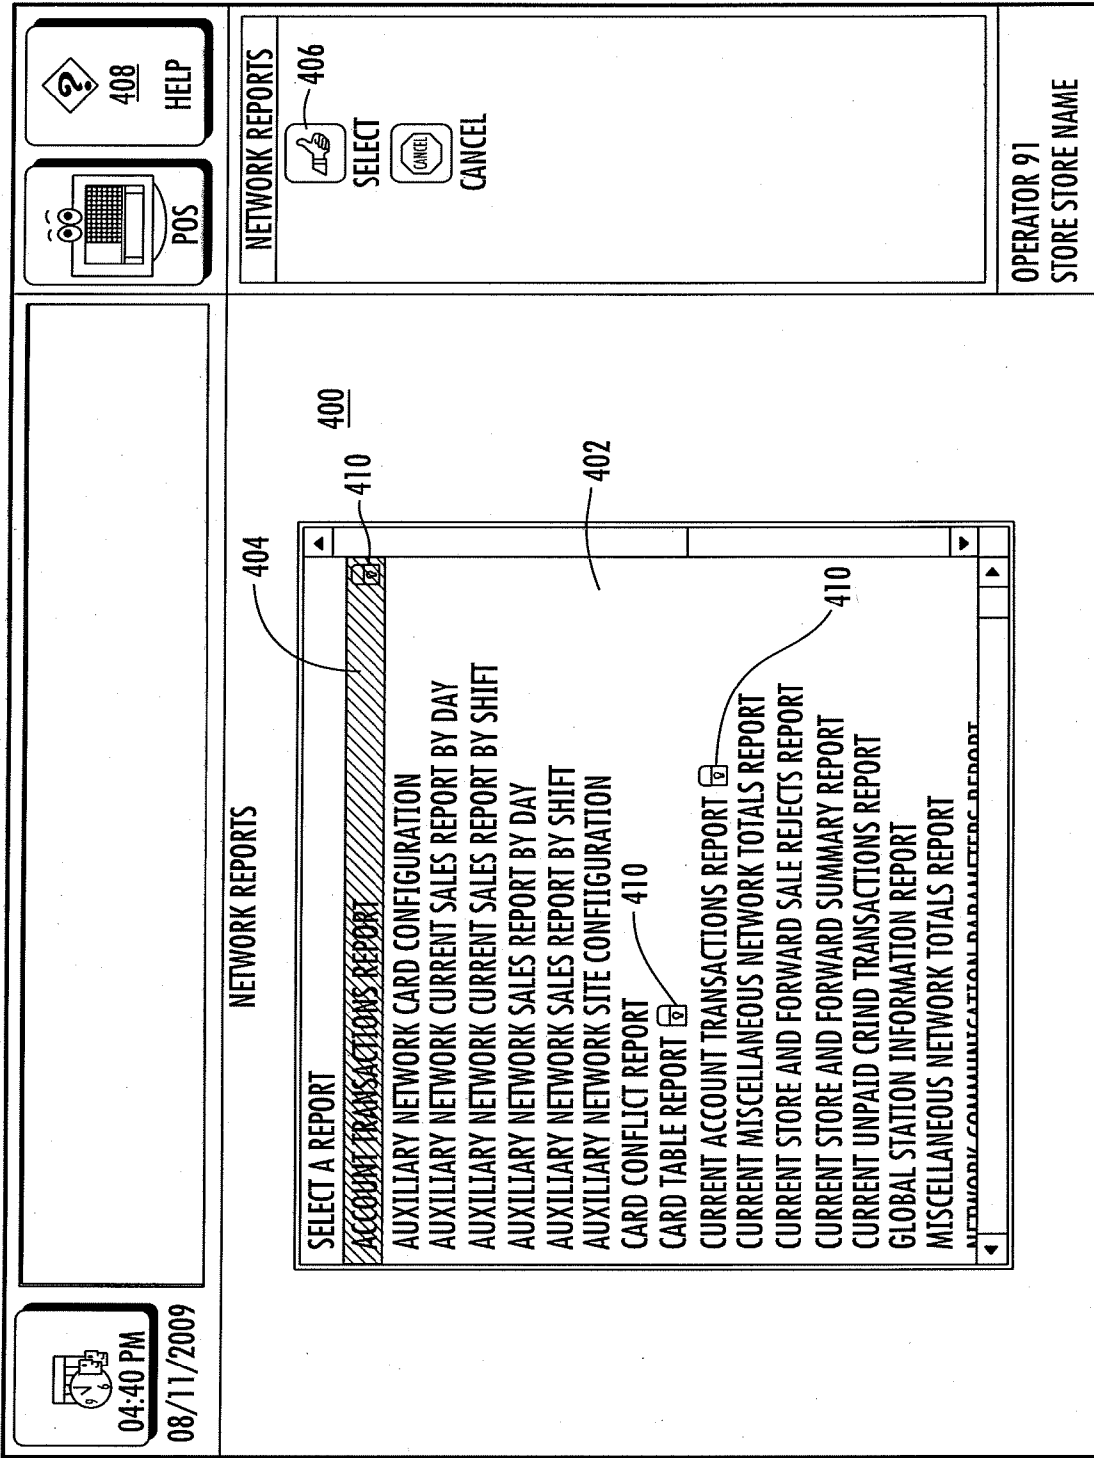 04:40 PM
08/11/2009
POS
408
HELP
NETWORK REPORTS
NETWORK REPORTS
406
SELECT
CANCEL
CANCEL
400
404
410
SELECT A REPORT
ACCOUNT TRANSACTIONS REPORT
AUXILIARY NETWORK CARD CONFIGURATION
AUXILIARY NETWORK CURRENT SALES REPORT BY DAY
AUXILIARY NETWORK CURRENT SALES REPORT BY SHIFT
AUXILIARY NETWORK SALES REPORT BY DAY
402
AUXILIARY NETWORK SALES REPORT BY SHIFT
AUXILIARY NETWORK SITE CONFIIGURATION
CARD CONFLICT REPORT
410
CARD TABLE REPORT
CURRENT ACCOUNT TRANSACTIONS REPORT
CURRENT MISCELLANEOUS NETWORK TOTALS REPORT
CURRENT STORE AND FORWARD SALE REJECTS REPORT
410
CURRENT STORE AND FORWARD SUMMARY REPORT
CURRENT UNPAID CRIND TRANSACTIONS REPORT
GLOBAL STATION INFORMATION REPORT
MISCELLANEOUS NETWORK TOTALS REPORT
NETWORK COMMUNICATION PARAMETERS REPORT
OPERATOR 91
STORE STORE NAME